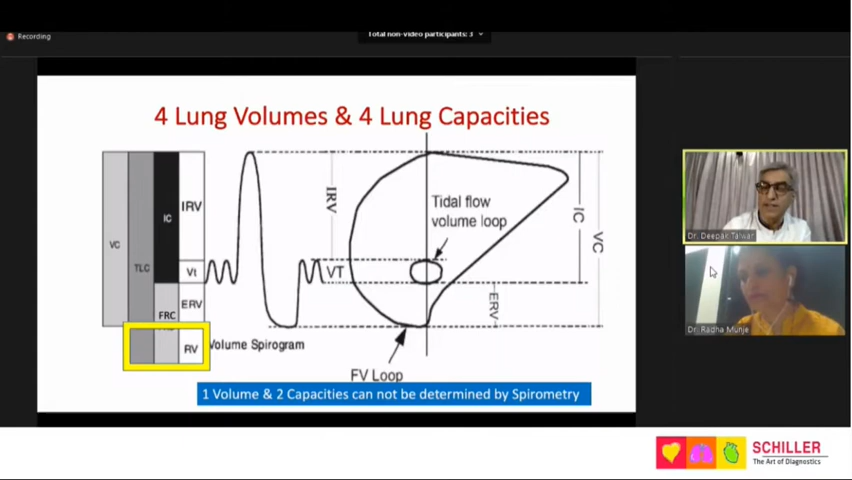 Recording
Total non-video participants: 3
4 Lung Volumes & 4 Lung Capacities
IRV
IC
VC
TLC
Vt
ERV
FRC
RV
Volume Spirogram
IRV
VT
Tidal flow
volume loop
IC
VC
ERV
FV Loop
1 Volume & 2 Capacities can not be determined by Spirometry
Dr. Deepak Talwar
Dr. Radha Munje
SCHILLER
The Art of Diagnostics